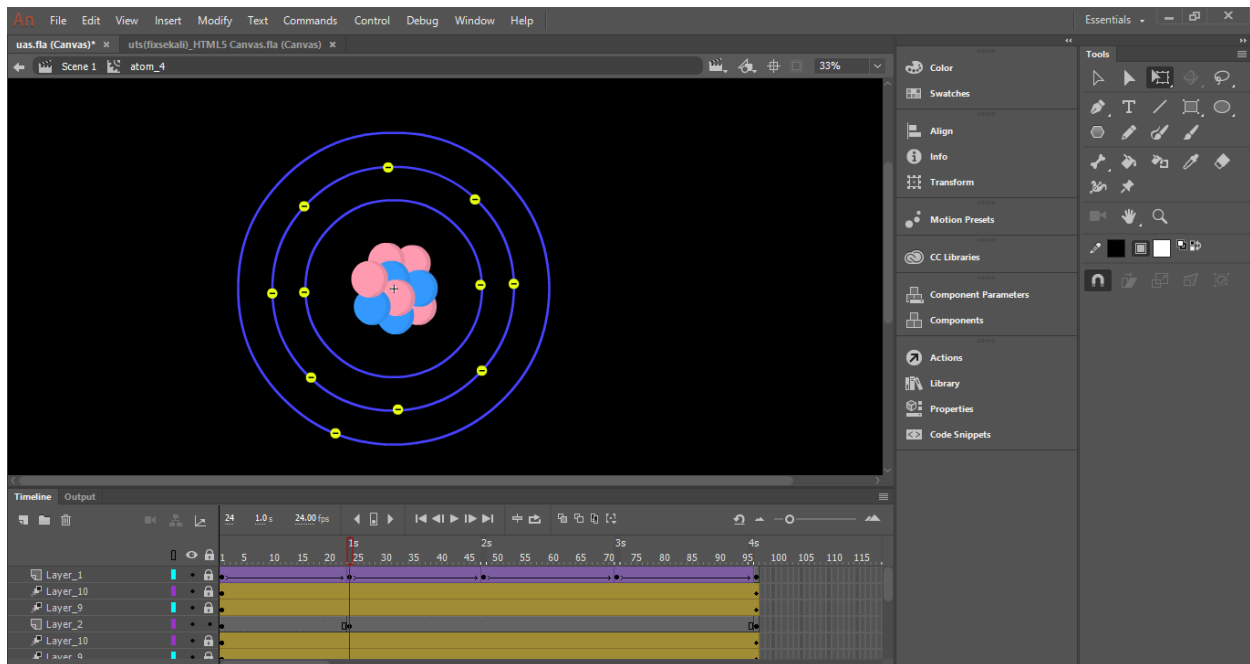 An File Edit View Insert Modify Text Commands Control Debug Window Help
Essentials
uas.fla (Canvas)* × uts(fixsekali)_HTML5 Canvas.fla (Canvas) ×
Scene 1 atom_4
33%
Color
Swatches
Align
Info
Transform
Motion Presets
CC Libraries
Component Parameters
Components
Actions
Library
Properties
Code Snippets
Tools
Timeline Output
24 1.0 s 24.00 fps
1s 2s 3s 4s
1 5 10 15 20 25 30 35 40 45 50 55 60 65 70 75 80 85 90 95 100 105 110 115
Layer_1
Layer_10
Layer_9
Layer_2
Layer_10
Layer_9